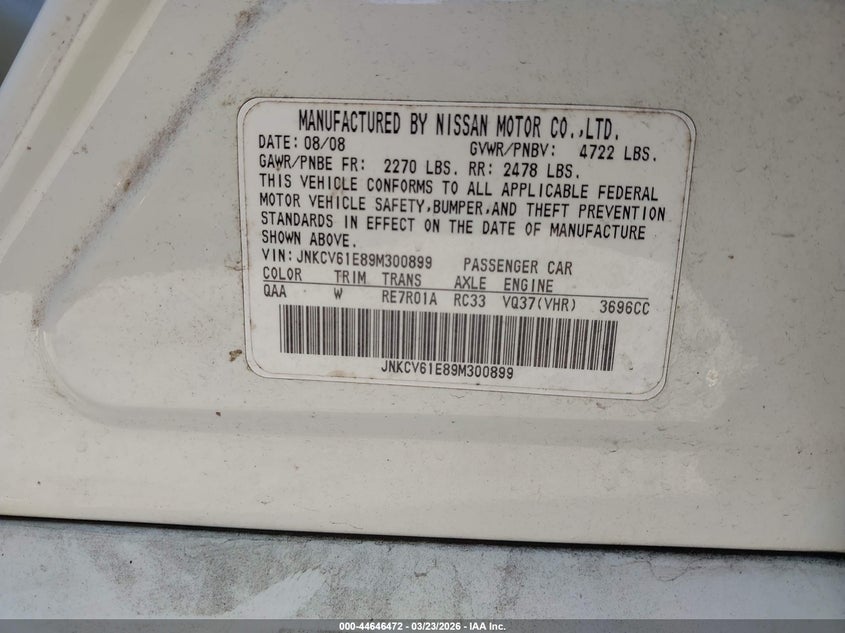 MANUFACTURED BY NISSAN MOTOR CO.,LTD.
DATE: 08/08 GVWR/PNBV: 4722 LBS.
GAWR/PNBE FR: 2270 LBS. RR: 2478 LBS.
THIS VEHICLE CONFORMS TO ALL APPLICABLE FEDERAL
MOTOR VEHICLE SAFETY,BUMPER,AND THEFT PREVENTION
STANDARDS IN EFFECT ON THE DATE OF MANUFACTURE
SHOWN ABOVE.
VIN:JNKCV61E89M300899 PASSENGER CAR
COLOR TRIM TRANS AXLE ENGINE
QAA W RE7R01A RC33 VQ37(VHR) 3696CC
JNKCV61E89M300899
000-44646472 — 03/23/2026 — IAA Inc.